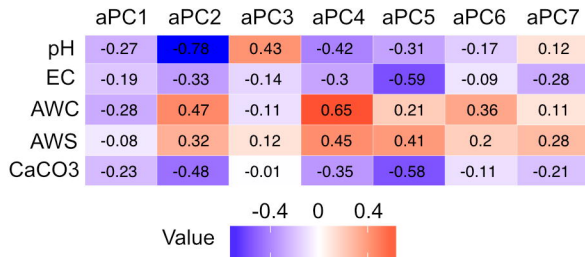 aPC1 aPC2 aPC3 aPC4 aPC5 aPC6 aPC7
pH -0.27 -0.78 0.43 -0.42 -0.31 -0.17 0.12
EC -0.19 -0.33 -0.14 -0.3 -0.59 -0.09 -0.28
AWC -0.28 0.47 -0.11 0.65 0.21 0.36 0.11
AWS -0.08 0.32 0.12 0.45 0.41 0.2 0.28
CaCO3 -0.23 -0.48 -0.01 -0.35 -0.58 -0.11 -0.21
-0.4 0 0.4
Value